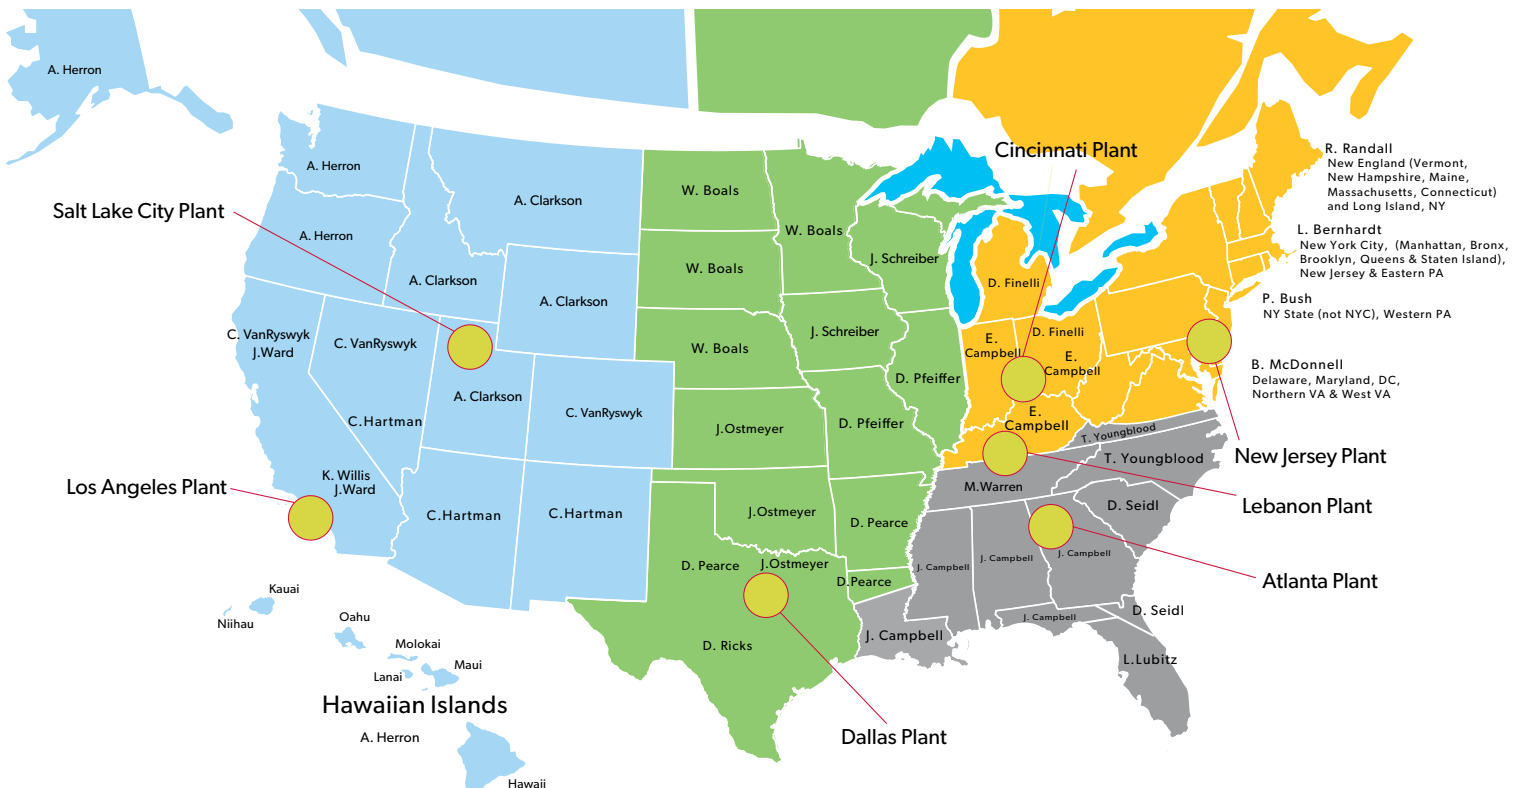 A. Herron
A. Herron
A. Herron
A. Clarkson
A. Clarkson
A. Clarkson
A. Clarkson
Salt Lake City Plant
C. VanRyswyk
J.Ward
C. VanRyswyk
C. VanRyswyk
C.Hartman
K. Willis
J.Ward
Los Angeles Plant
C.Hartman
C.Hartman
Kauai
Niihau
Oahu
Molokai
Lanai
Maui
Hawaiian Islands
A. Herron
Hawaii
W. Boals
W. Boals
W. Boals
W. Boals
J. Schreiber
J. Schreiber
D. Pfeiffer
D. Pfeiffer
J.Ostmeyer
J.Ostmeyer
J.Ostmeyer
D. Pearce
D. Pearce
D.Pearce
D. Ricks
Dallas Plant
Cincinnati Plant
D. Finelli
D. Finelli
E.
Campbell
E.
Campbell
E.
Campbell
T. Youngblood
T. Youngblood
M.Warren
D. Seidl
J. Campbell
J. Campbell
J. Campbell
J. Campbell
J. Campbell
D. Seidl
L.Lubitz
R. Randall
New England (Vermont,
New Hampshire, Maine,
Massachusetts, Connecticut)
and Long Island, NY
L. Bernhardt
New York City, (Manhattan, Bronx,
Brooklyn, Queens & Staten Island),
New Jersey & Eastern PA
P. Bush
NY State (not NYC), Western PA
B. McDonnell
Delaware, Maryland, DC,
Northern VA & West VA
New Jersey Plant
Lebanon Plant
Atlanta Plant